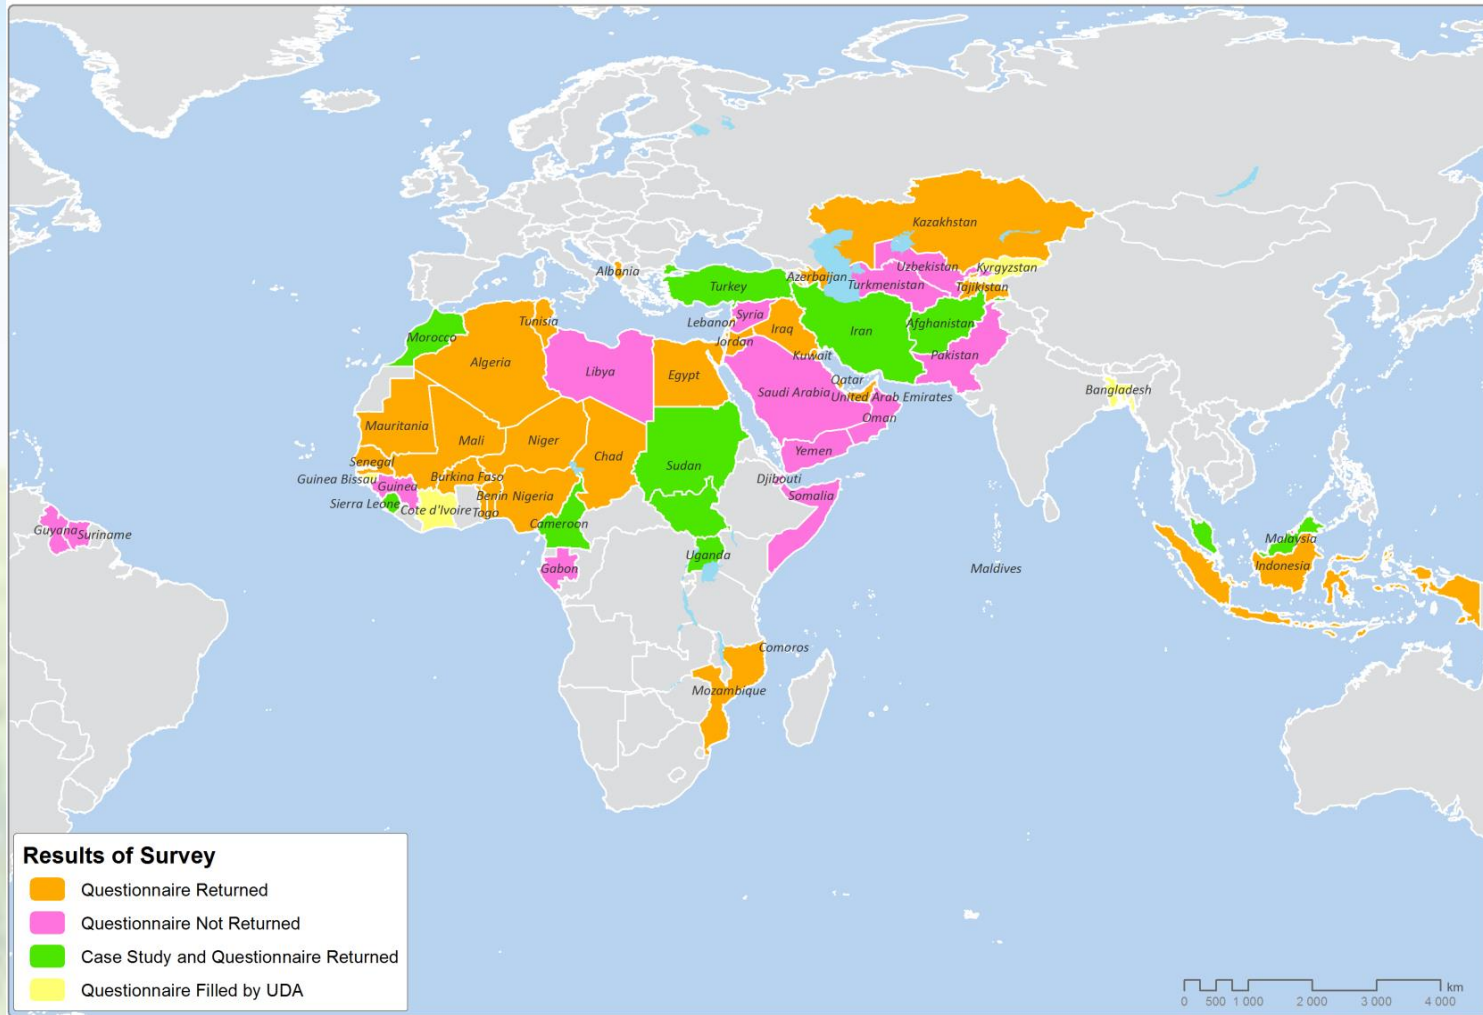 Kazakhstan
Albania
Azerbaijan
Uzbekistan
Kyrgyzstan
Turkmenistan
Tajikistan
Turkey
Tunisia
Lebanon
Syria
Morocco
Iraq
Iran
Afghanistan
Jordan
Algeria
Kuwait
Pakistan
Libya
Egypt
Qatar
Saudi Arabia
United Arab Emirates
Bangladesh
Oman
Mauritania
Mali
Niger
Chad
Yemen
Senegal
Sudan
Guinea Bissau
Burkina Faso
Djibouti
Guinea
Benin
Nigeria
Somalia
Sierra Leone
Cote d'Ivoire
Togo
Cameroon
Guyana
Suriname
Malaysia
Uganda
Gabon
Maldives
Indonesia
Comoros
Mozambique
Results of Survey
Questionnaire Returned
Questionnaire Not Returned
Case Study and Questionnaire Returned
Questionnaire Filled by UDA
km
0 500 1 000 2 000 3 000 4 000